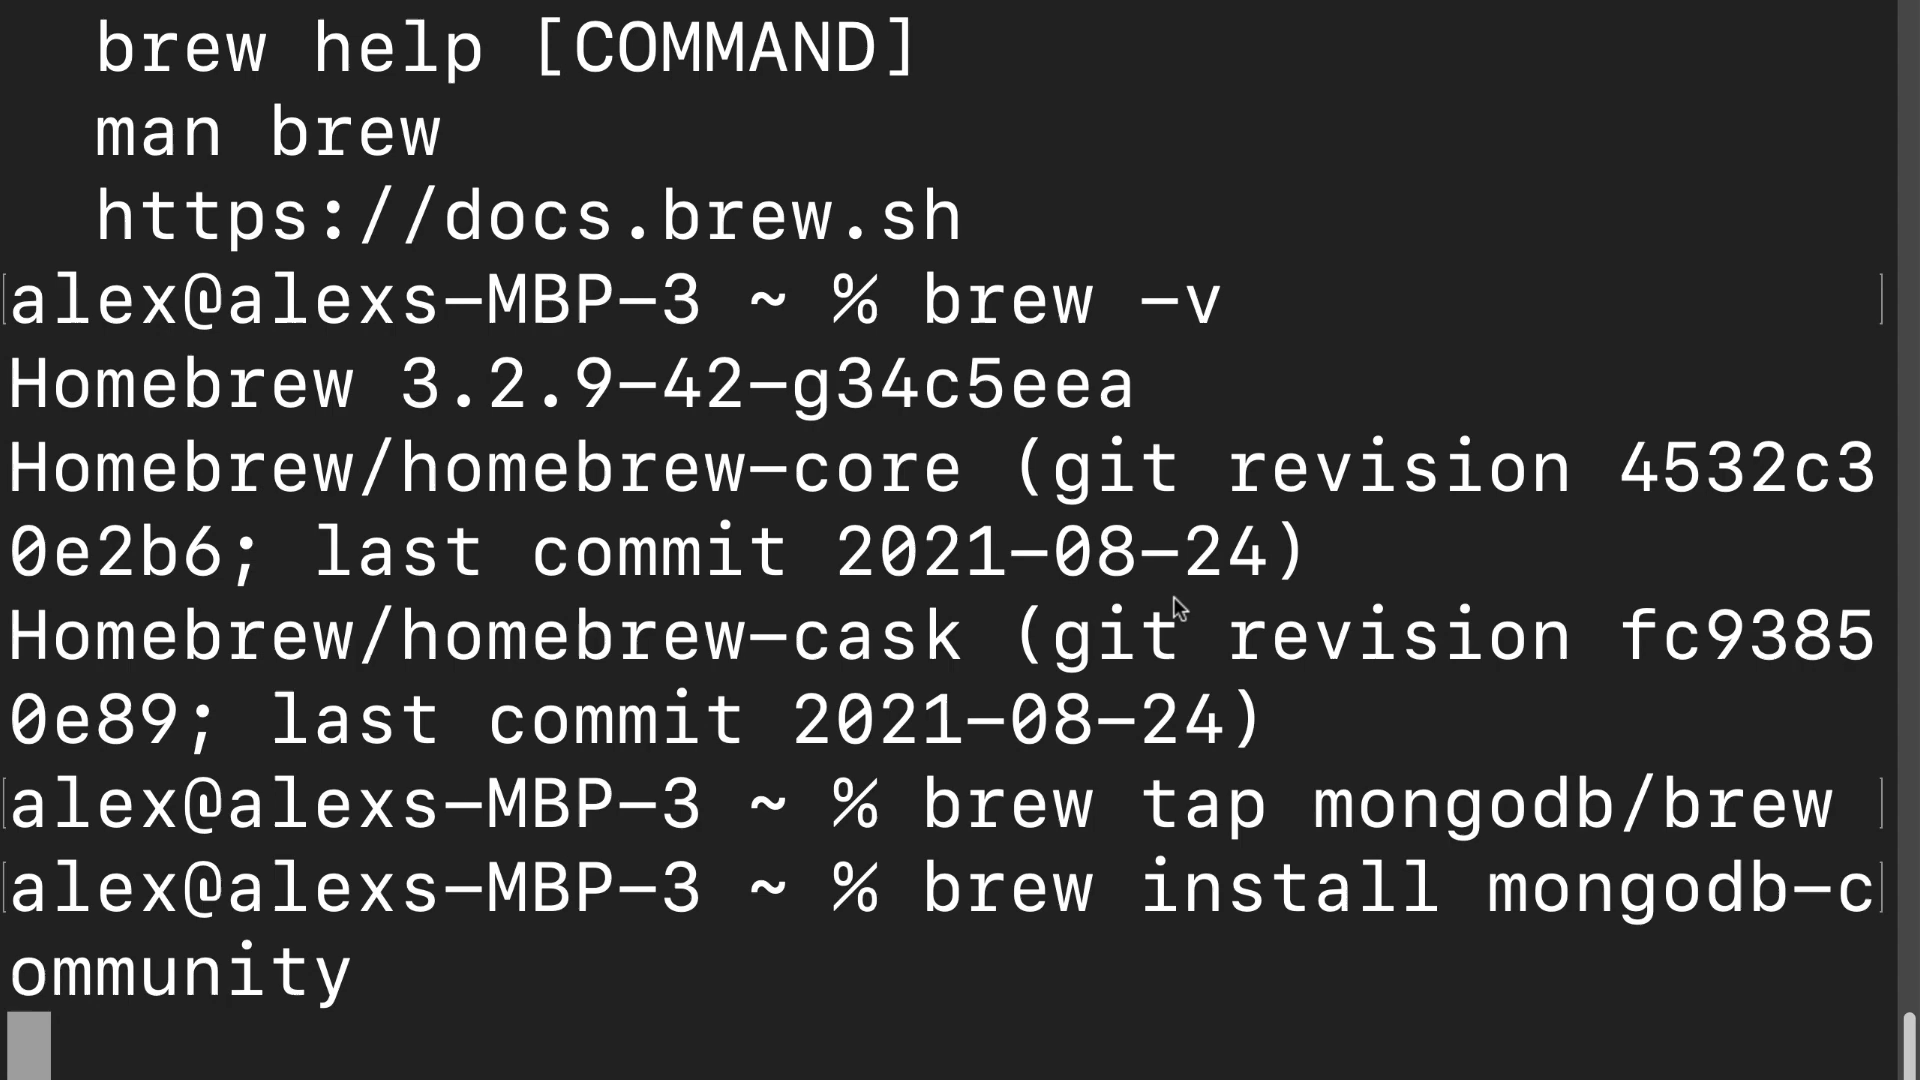 brew help [COMMAND]
man brew
https://docs.brew.sh
[alex@alexs-MBP-3 ~ % brew -v ]
Homebrew 3.2.9-42-g34c5eea
Homebrew/homebrew-core (git revision 4532c3
0e2b6; last commit 2021-08-24)
Homebrew/homebrew-cask (git revision fc9385
0e89; last commit 2021-08-24)
[alex@alexs-MBP-3 ~ % brew tap mongodb/brew ]
[alex@alexs-MBP-3 ~ % brew install mongodb-c]
ommunity